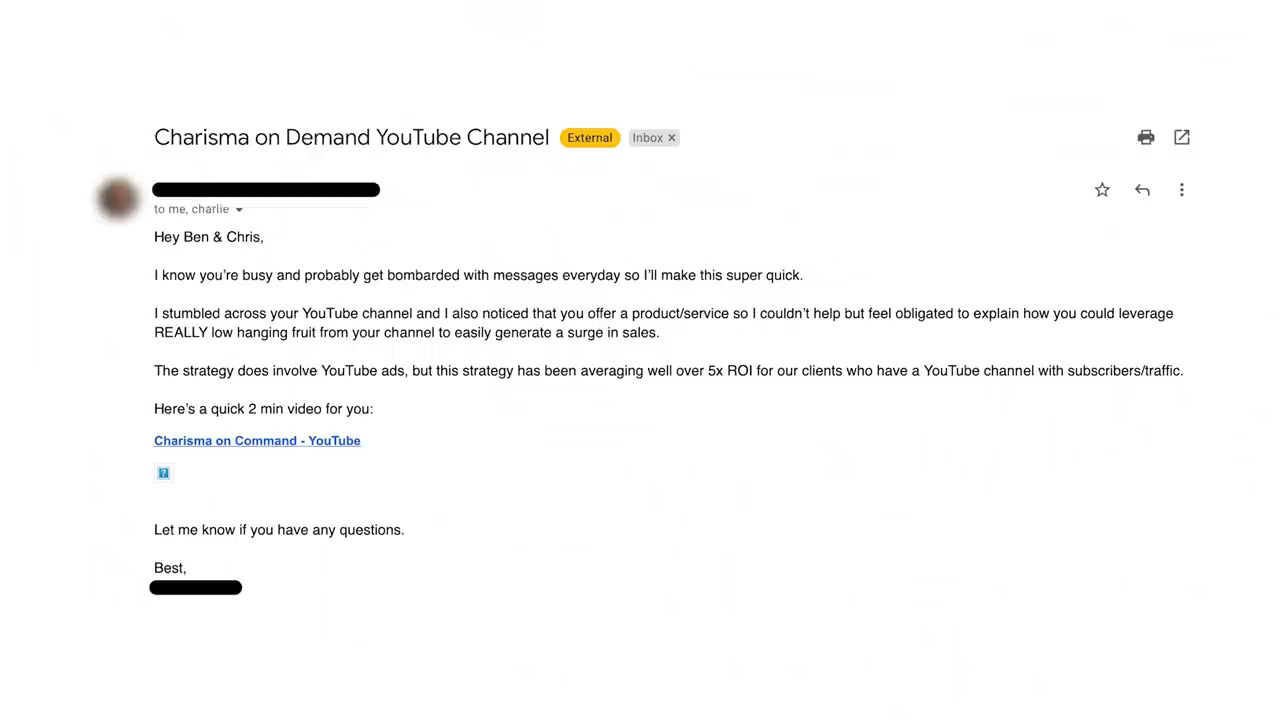 Charisma on Demand YouTube Channel External Inbox ×
to me, charlie
Hey Ben & Chris,
I know you're busy and probably get bombarded with messages everyday so I'll make this super quick.
I stumbled across your YouTube channel and I also noticed that you offer a product/service so I couldn't help but feel obligated to explain how you could leverage
REALLY low hanging fruit from your channel to easily generate a surge in sales.
The strategy does involve YouTube ads, but this strategy has been averaging well over 5x ROI for our clients who have a YouTube channel with subscribers/traffic.
Here's a quick 2 min video for you:
Charisma on Command - YouTube
?
Let me know if you have any questions.
Best,